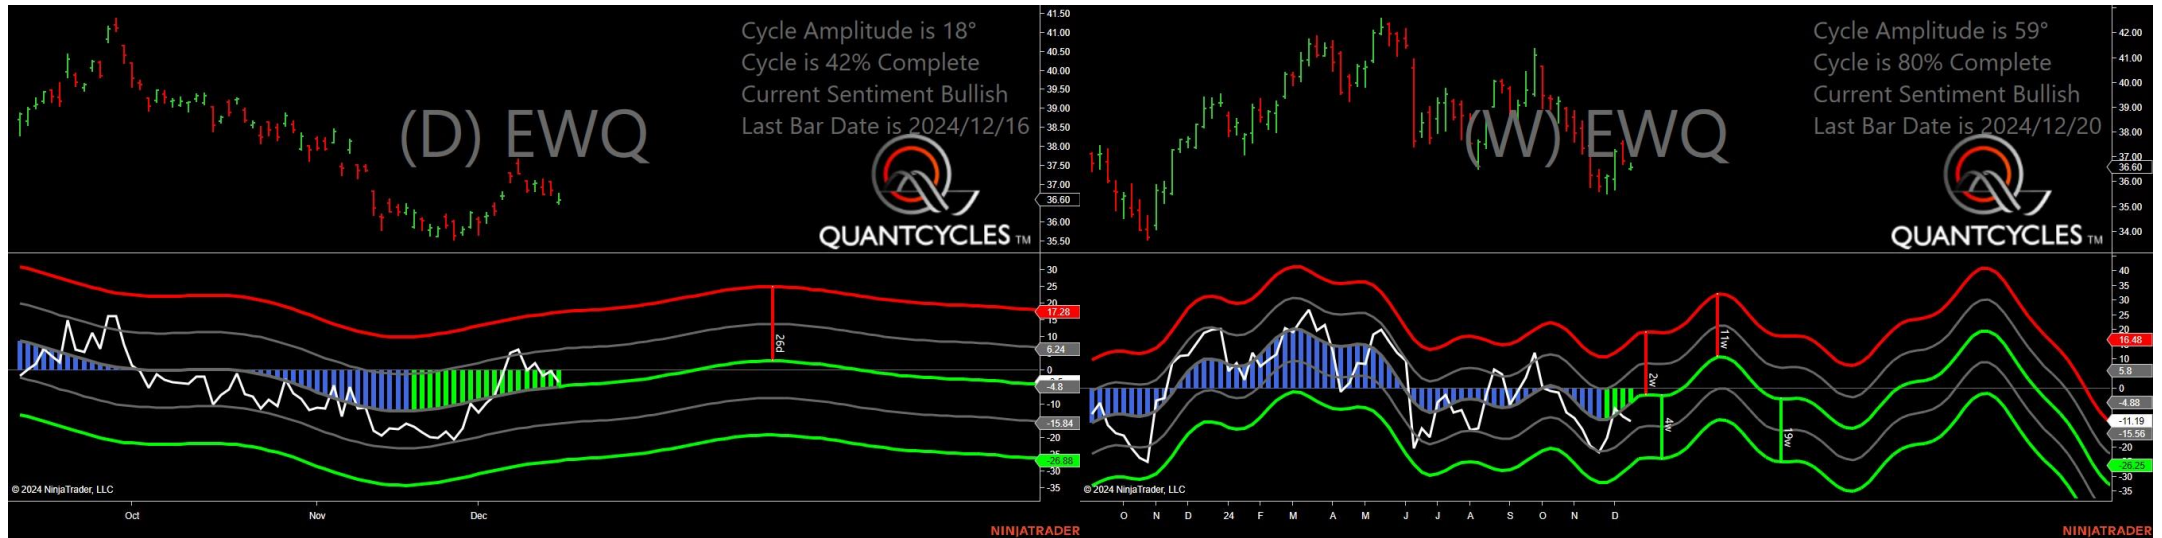 Cycle Amplitude is 18°
Cycle is 42% Complete
Current Sentiment Bullish
Last Bar Date is 2024/12/16
(D) EWQ
QUANTCYCLES TM
41.50
41.00
40.50
40.00
39.50
39.00
38.50
38.00
37.50
37.00
36.60
36.00
35.50
30
25
20
17.28
15
6.24
5
0
-4.8
-10
-15.84
-20
-26.88
-30
-35
26d
© 2024 NinjaTrader, LLC
Oct
Nov
Dec
NINJATRADER
Cycle Amplitude is 59°
Cycle is 80% Complete
Current Sentiment Bullish
Last Bar Date is 2024/12/20
(W) EWQ
QUANTCYCLES TM
42.00
41.00
40.00
39.00
38.00
37.00
36.60
36.00
35.00
34.00
40
35
30
25
20
16.48
10
5.8
0
-4.88
-11.19
-15.56
-20
-26.25
-30
-35
2w
11w
4w
19w
© 2024 NinjaTrader, LLC
O N D 24 F M A M J J A S O N D
NINJATRADER